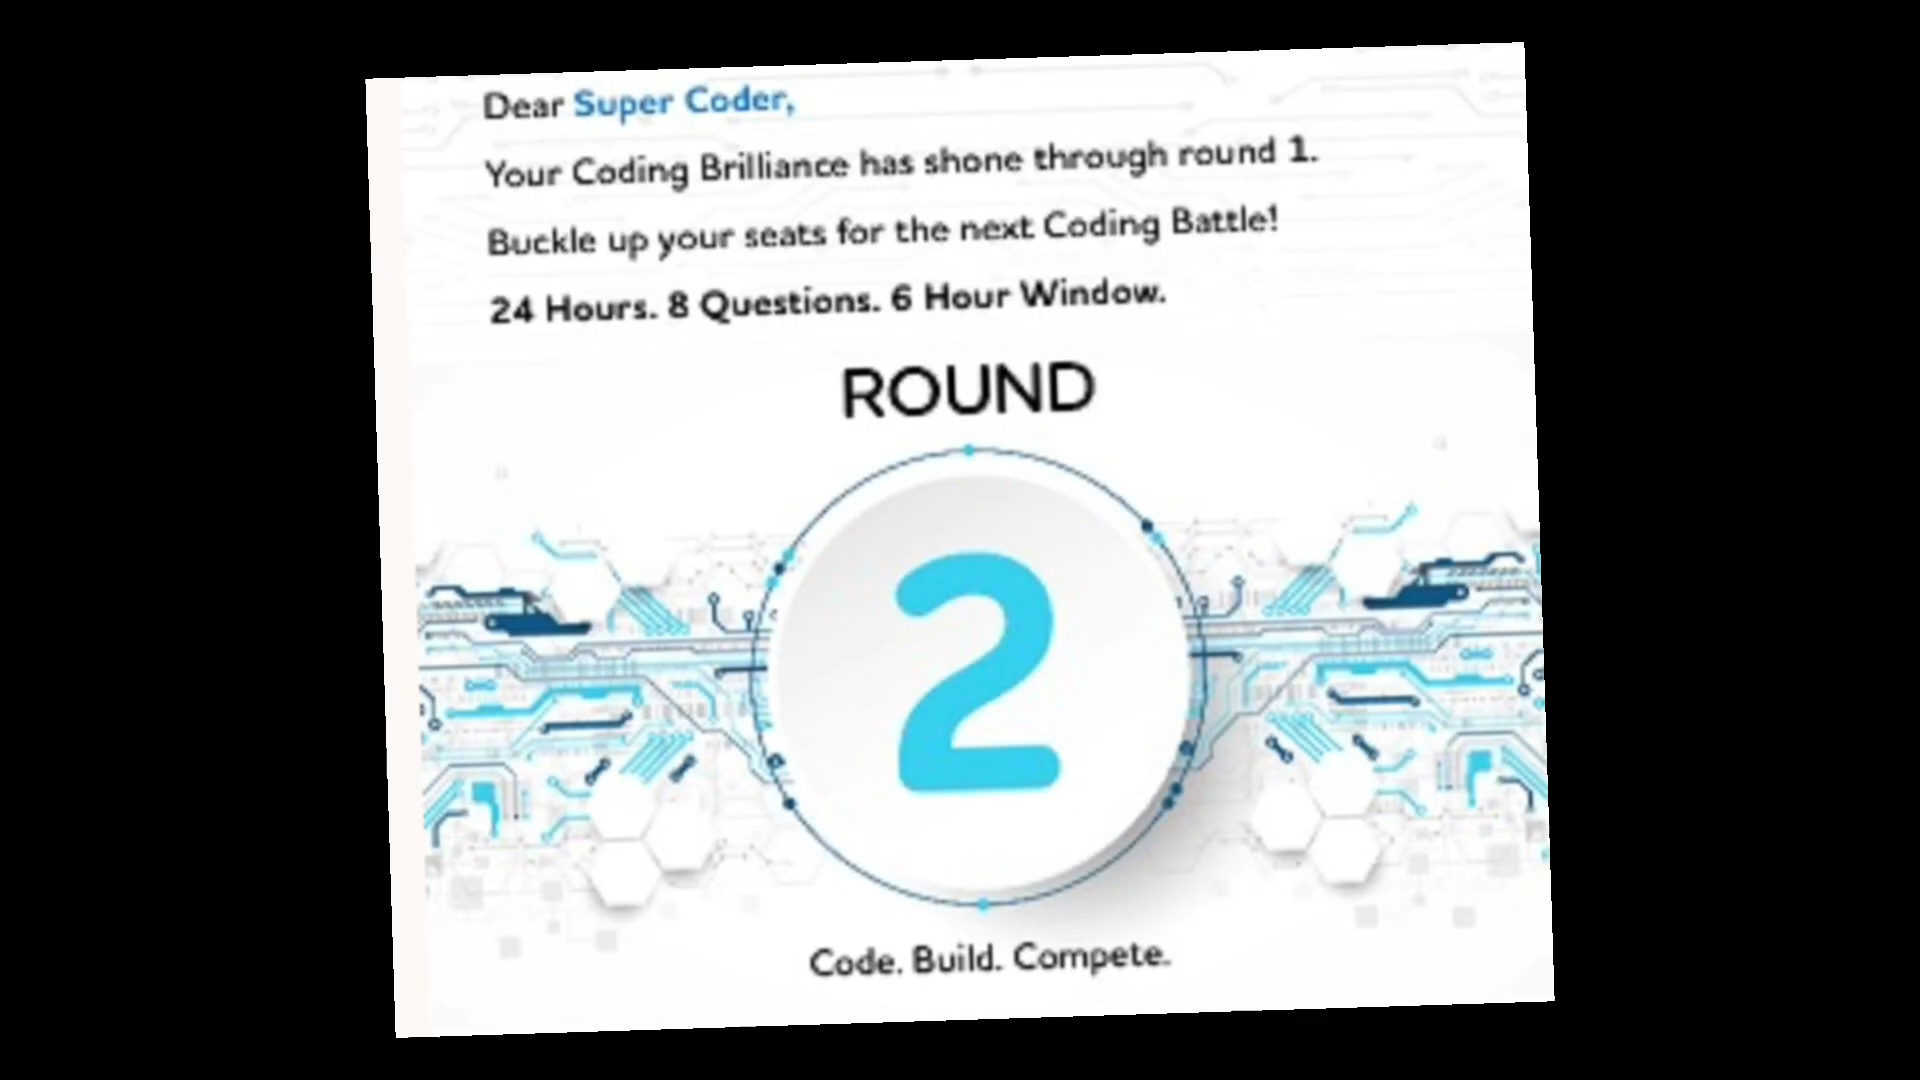 Dear Super Coder,
Your Coding Brilliance has shone through round 1.
Buckle up your seats for the next Coding Battle!
24 Hours. 8 Questions. 6 Hour Window.
ROUND
2
Code. Build. Compete.